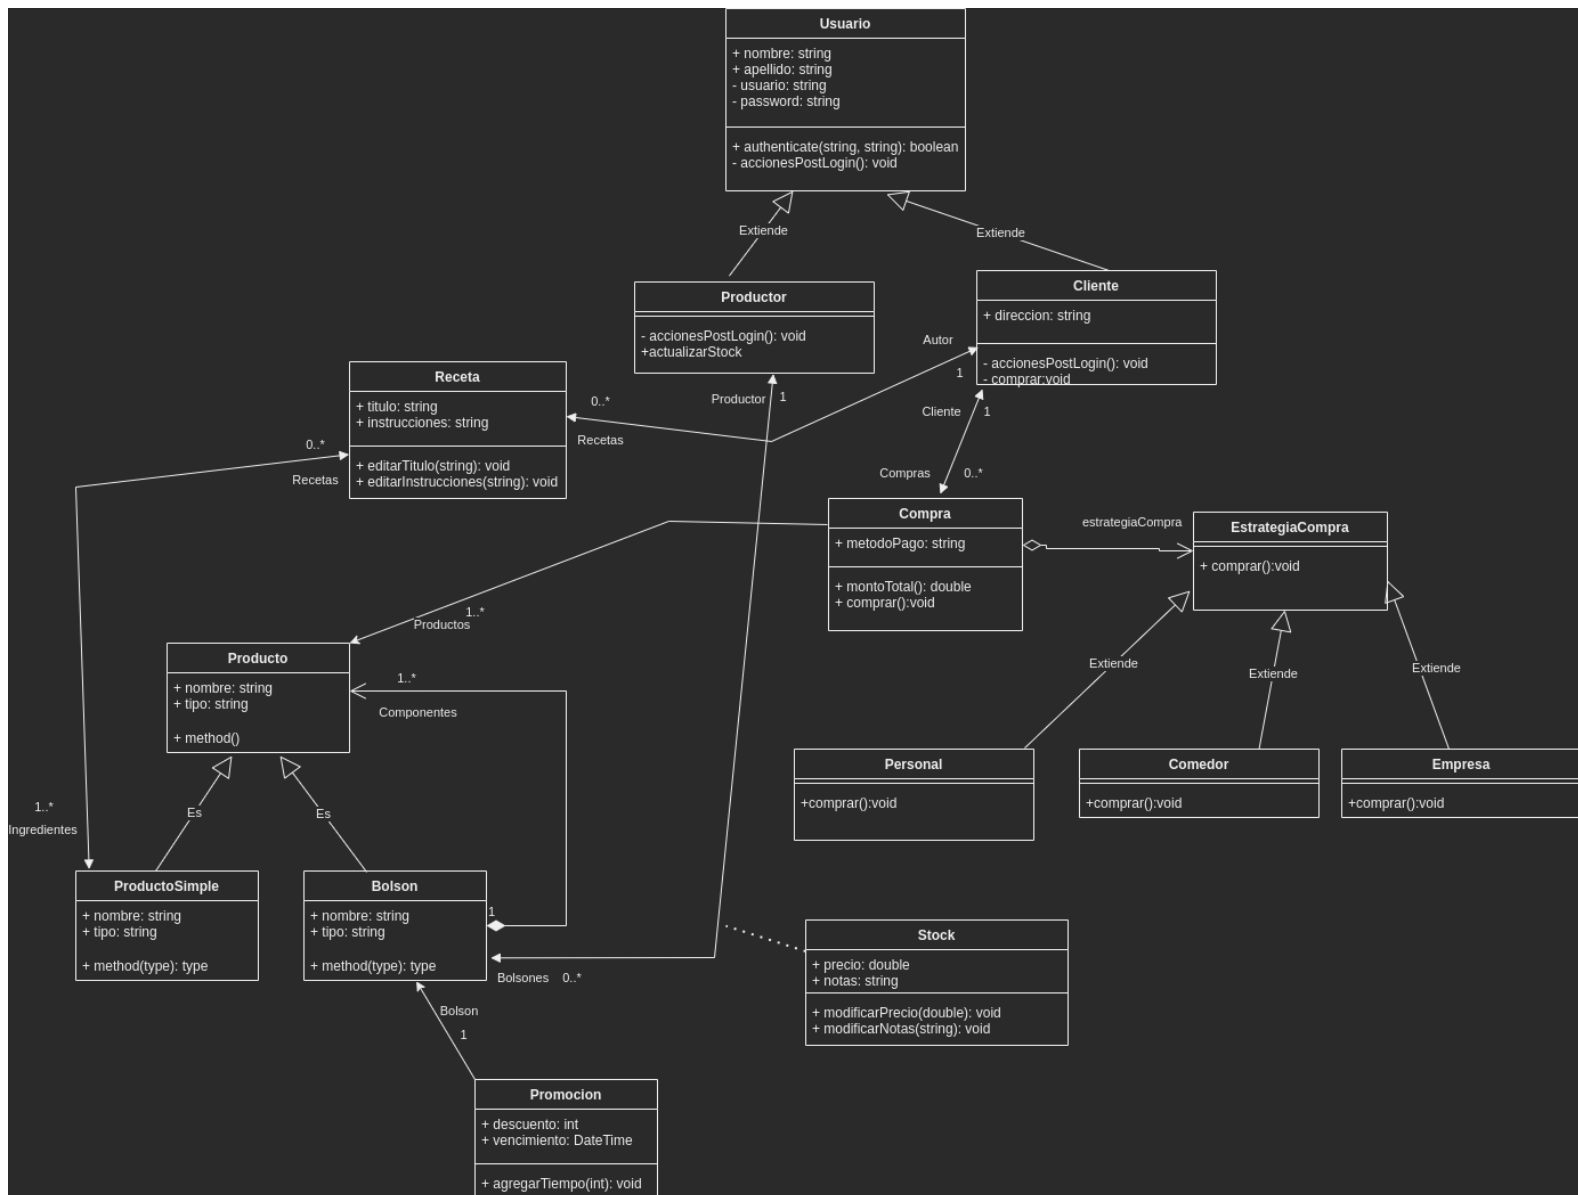 Usuario
+ nombre: string
+ apellido: string
- usuario: string
- password: string
+ authenticate(string, string): boolean
- accionesPostLogin(): void
Extiende
Extiende
Productor
- accionesPostLogin(): void
+actualizarStock
Cliente
+ direccion: string
- accionesPostLogin(): void
- comprar:void
Autor
1
Receta
+ titulo: string
+ instrucciones: string
+ editarTitulo(string): void
+ editarInstrucciones(string): void
0..*
Recetas
0..*
Recetas
Productor
1
Cliente
1
Compras
0..*
Compra
+ metodoPago: string
+ montoTotal(): double
+ comprar():void
estrategiaCompra
EstrategiaCompra
+ comprar():void
1..*
Productos
Producto
+ nombre: string
+ tipo: string
+ method()
1..*
Componentes
Extiende
Extiende
Extiende
Personal
+comprar():void
Comedor
+comprar():void
Empresa
+comprar():void
Es
Es
1..*
Ingredientes
ProductoSimple
+ nombre: string
+ tipo: string
+ method(type): type
Bolson
+ nombre: string
+ tipo: string
+ method(type): type
1
Bolsones
0..*
Stock
+ precio: double
+ notas: string
+ modificarPrecio(double): void
+ modificarNotas(string): void
Bolson
1
Promocion
+ descuento: int
+ vencimiento: DateTime
+ agregarTiempo(int): void